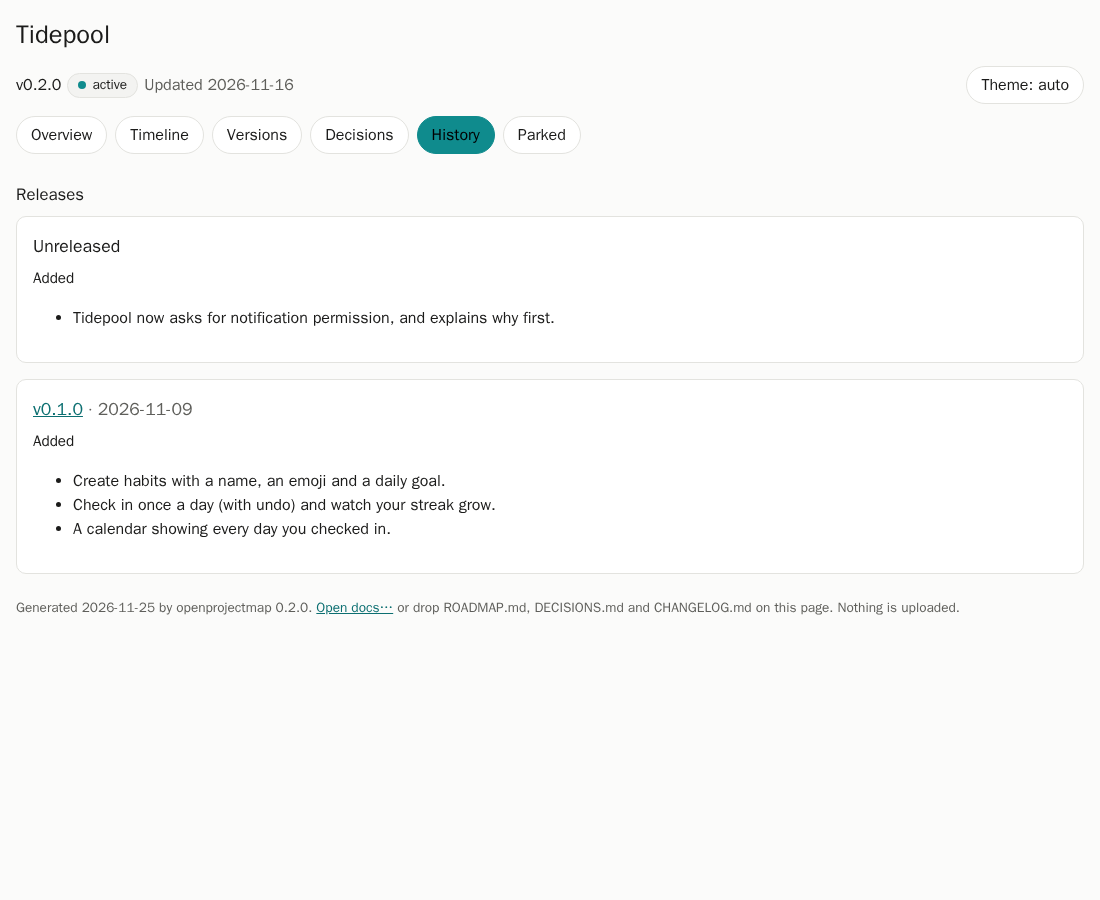 Tidepool
v0.2.0 active Updated 2026-11-16 Theme: auto
Overview Timeline Versions Decisions History Parked
Releases
Unreleased
Added
• Tidepool now asks for notification permission, and explains why first.
v0.1.0 · 2026-11-09
Added
• Create habits with a name, an emoji and a daily goal.
• Check in once a day (with undo) and watch your streak grow.
• A calendar showing every day you checked in.
Generated 2026-11-25 by openprojectmap 0.2.0. Open docs⋯ or drop ROADMAP.md, DECISIONS.md and CHANGELOG.md on this page. Nothing is uploaded.